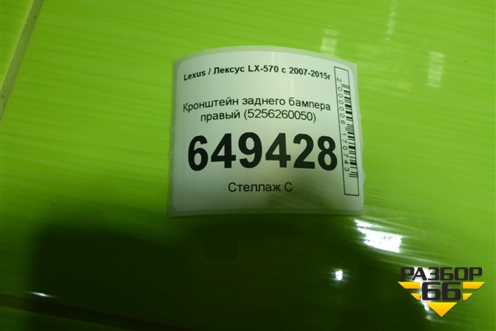 Lexus / Лексус LX-570 с 2007-2015г
Кронштейн заднего бампера
правый (5256260050)
649428
Стеллаж С
РАЗБОР
66